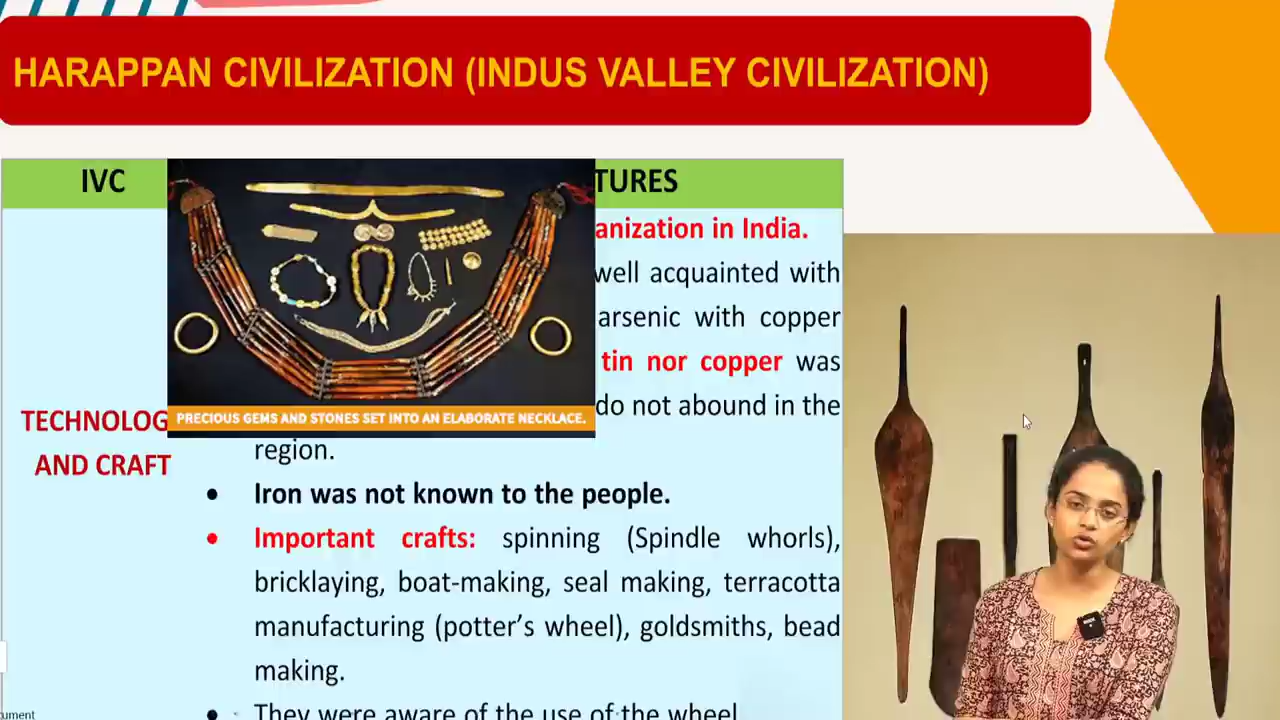 HARAPPAN CIVILIZATION (INDUS VALLEY CIVILIZATION)
IVC
TURES
anization in India.
well acquainted with
arsenic with copper
tin nor copper was
do not abound in the
region.
PRECIOUS GEMS AND STONES SET INTO AN ELABORATE NECKLACE.
TECHNOLOG
AND CRAFT
• Iron was not known to the people.
• Important crafts: spinning (Spindle whorls),
bricklaying, boat-making, seal making, terracotta
manufacturing (potter's wheel), goldsmiths, bead
making.
• They were aware of the use of the wheel
ument